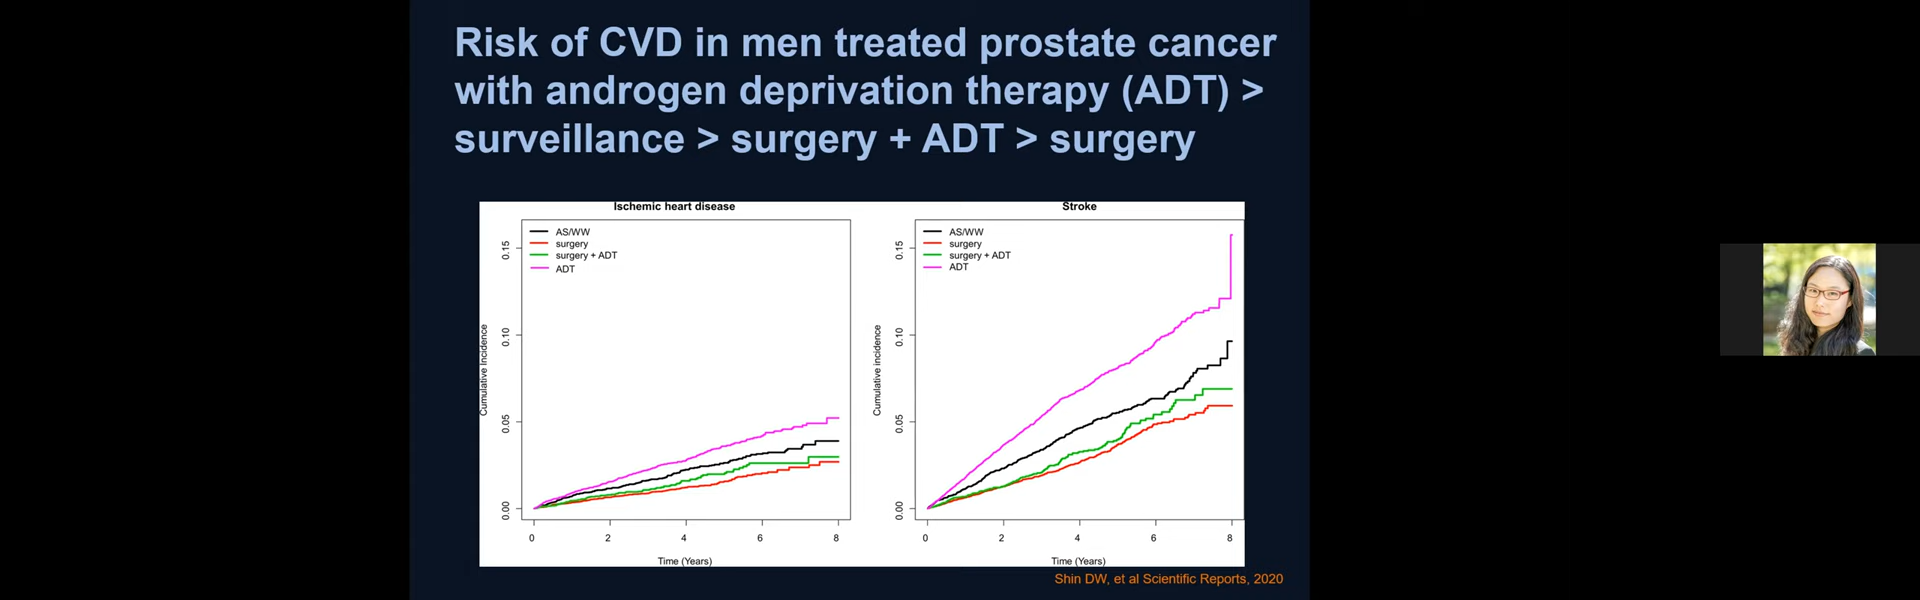 Risk of CVD in men treated prostate cancer
with androgen deprivation therapy (ADT) >
surveillance > surgery + ADT > surgery
Ischemic heart disease
AS/WW
surgery
surgery + ADT
ADT
0.15
0.10
0.05
0.00
Cumulative Incidence
0 2 4 6 8
Time (Years)
Stroke
AS/WW
surgery
surgery + ADT
ADT
0.15
0.10
0.05
0.00
Cumulative incidence
0 2 4 6 8
Time (Years)
Shin DW, et al Scientific Reports, 2020